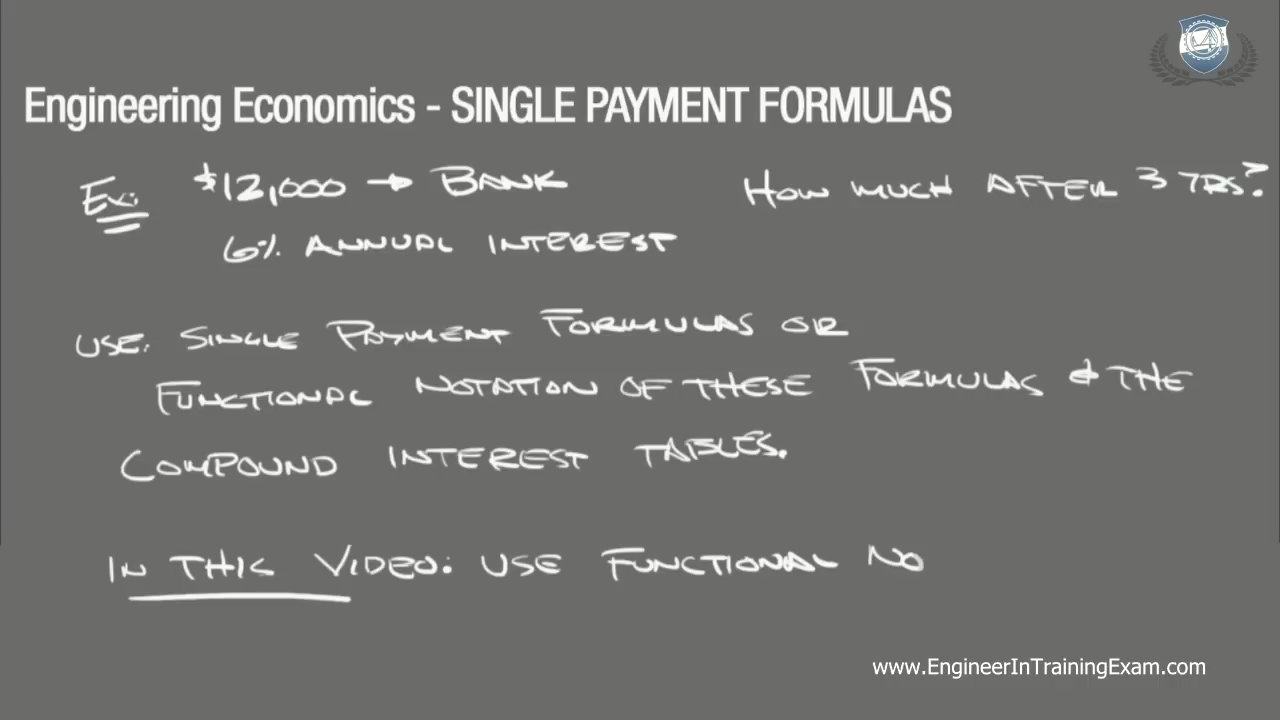 Engineering Economics - SINGLE PAYMENT FORMULAS
Ex: $12,000 → BANK HOW MUCH AFTER 3 YRS?
6% ANNUAL INTEREST
USE: SINGLE PAYMENT FORMULAS OR
FUNCTIONAL NOTATION OF THESE FORMULAS & THE
COMPOUND INTEREST TABLES.
IN THIS VIDEO: USE FUNCTIONAL NO
www.EngineerInTrainingExam.com